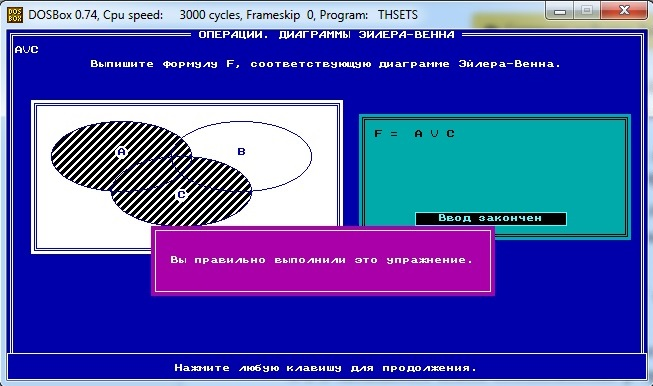 DOSBox 0.74, Cpu speed: 3000 cycles, Frameskip 0, Program: THSETS
ОПЕРАЦИИ. ДИАГРАММЫ ЭЙЛЕРА-ВЕННА
AVC
Выпишите формулу F, соответствующую диаграмме Эйлера-Венна.
A
B
C
F = A ∪ C
Ввод закончен
Вы правильно выполнили это упражнение.
Нажмите любую клавишу для продолжения.